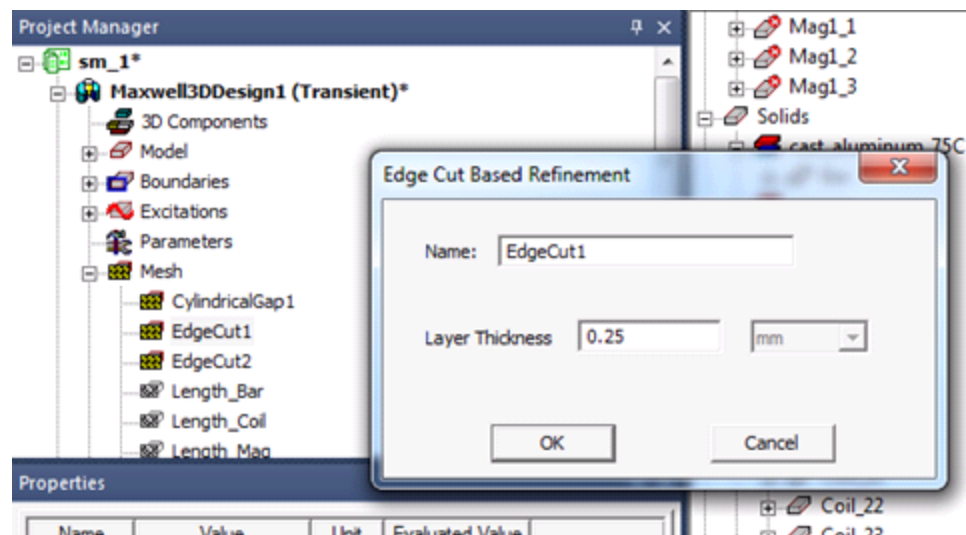 Project Manager
sm_1*
Maxwell3DDesign1 (Transient)*
3D Components
Model
Boundaries
Excitations
Parameters
Mesh
CylindricalGap1
EdgeCut1
EdgeCut2
Length_Bar
Length_Coil
Length_Mag
Properties
Name Value Unit Evaluated Value
Mag1_1
Mag1_2
Mag1_3
Solids
cast_aluminum_75C
Edge Cut Based Refinement
Name: EdgeCut1
Layer Thickness 0.25 mm
OK Cancel
Coil_22
Coil_23